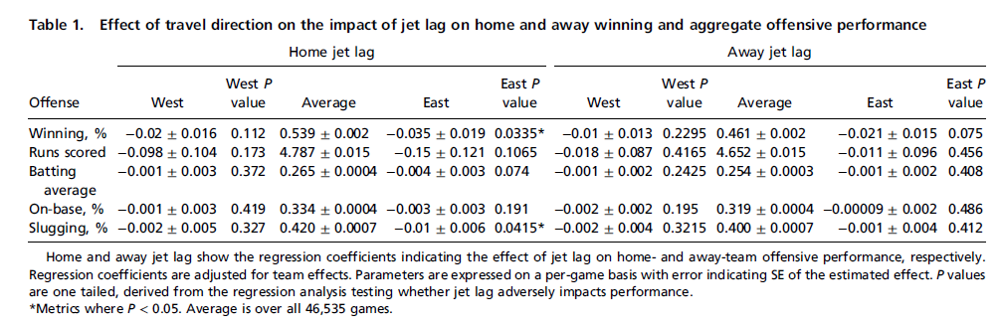 Table 1. Effect of travel direction on the impact of jet lag on home and away winning and aggregate offensive performance
Home jet lag Away jet lag
West P East P West P East P
Offense West value Average East value West value Average East value
Winning, % −0.02 ± 0.016 0.112 0.539 ± 0.002 −0.035 ± 0.019 0.0335* −0.01 ± 0.013 0.2295 0.461 ± 0.002 −0.021 ± 0.015 0.075
Runs scored −0.098 ± 0.104 0.173 4.787 ± 0.015 −0.15 ± 0.121 0.1065 −0.018 ± 0.087 0.4165 4.652 ± 0.015 −0.011 ± 0.096 0.456
Batting −0.001 ± 0.003 0.372 0.265 ± 0.0004 −0.004 ± 0.003 0.074 −0.001 ± 0.002 0.2425 0.254 ± 0.0003 −0.001 ± 0.002 0.408
average
On-base, % −0.001 ± 0.003 0.419 0.334 ± 0.0004 −0.003 ± 0.003 0.191 −0.002 ± 0.002 0.195 0.319 ± 0.0004 −0.00009 ± 0.002 0.486
Slugging, % −0.002 ± 0.005 0.327 0.420 ± 0.0007 −0.01 ± 0.006 0.0415* −0.002 ± 0.004 0.3215 0.400 ± 0.0007 −0.001 ± 0.004 0.412
Home and away jet lag show the regression coefficients indicating the effect of jet lag on home- and away-team offensive performance, respectively.
Regression coefficients are adjusted for team effects. Parameters are expressed on a per-game basis with error indicating SE of the estimated effect. P values
are one tailed, derived from the regression analysis testing whether jet lag adversely impacts performance.
*Metrics where P < 0.05. Average is over all 46,535 games.